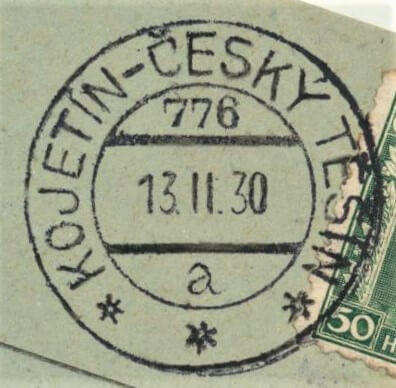 KOJETÍN-ČESKÝ TĚŠÍN
776
13.II.30
a
50 H